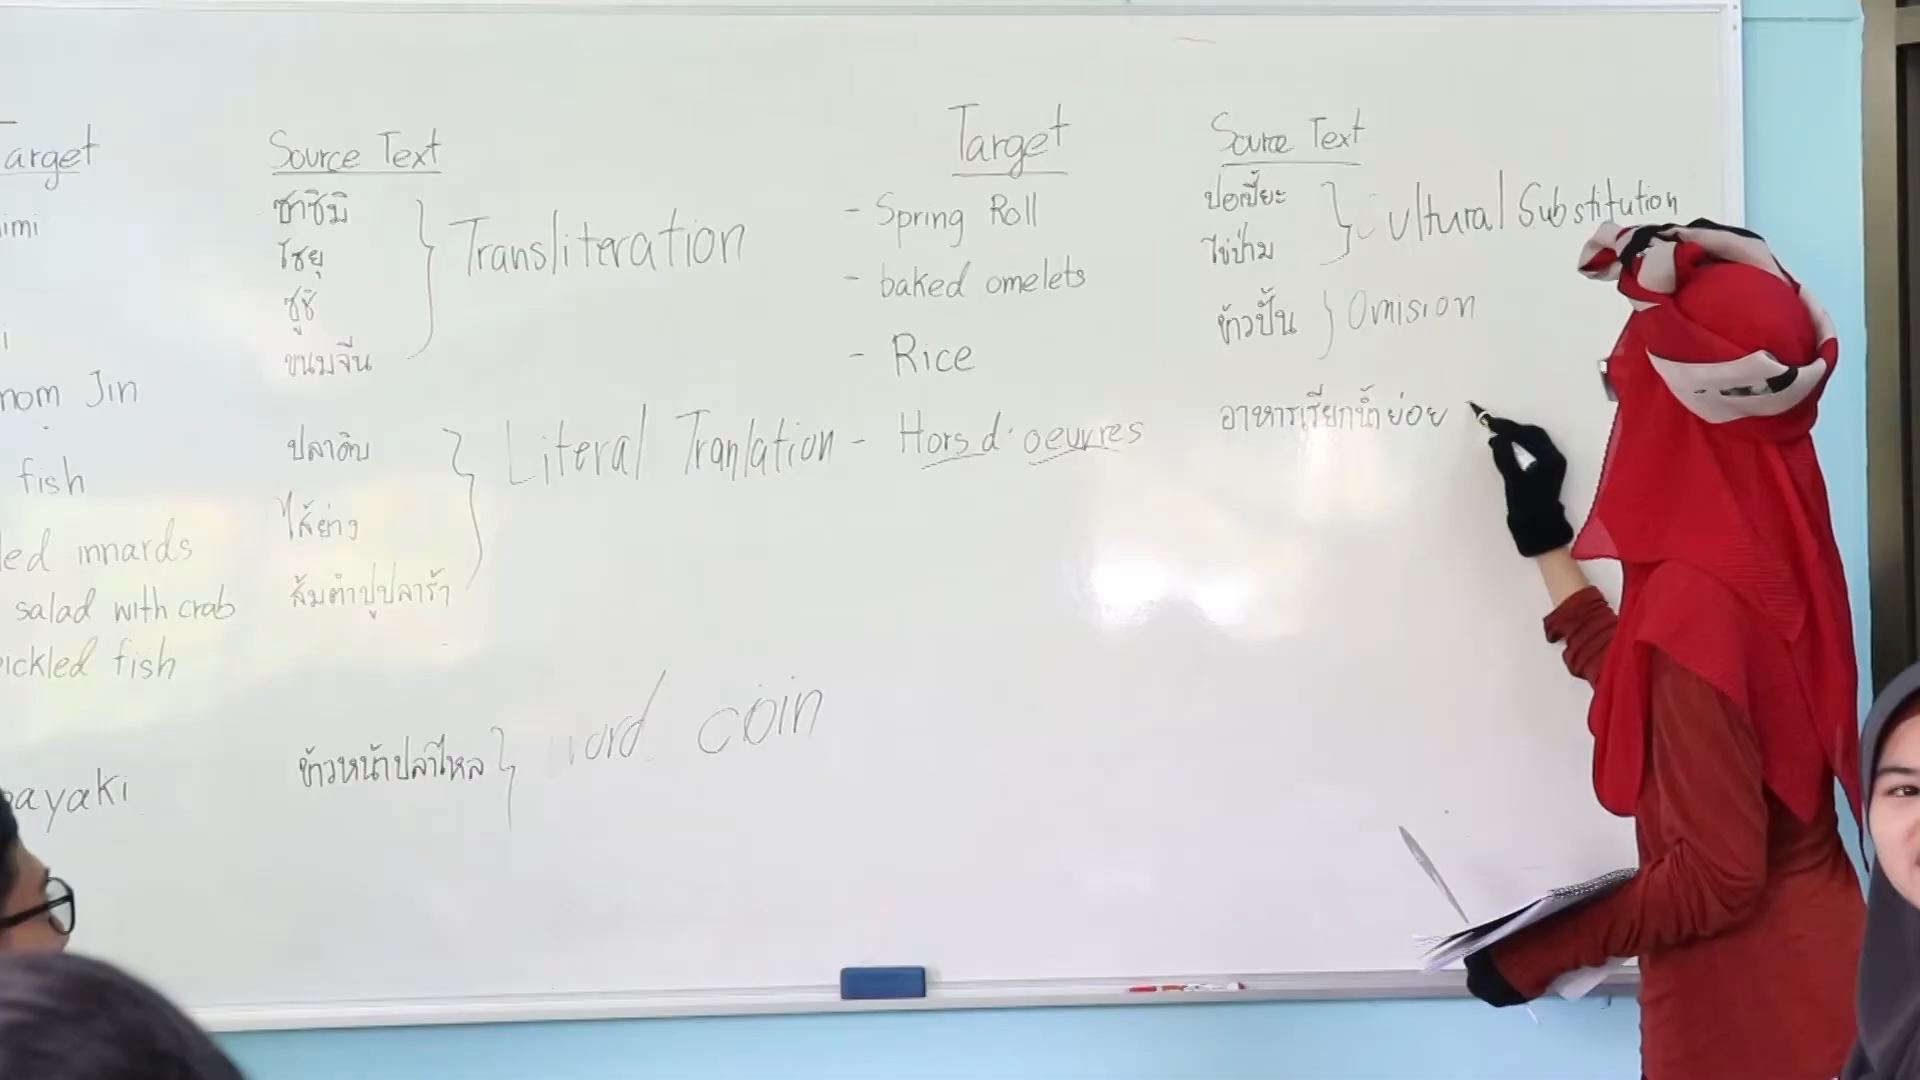 arget
imi
nom Jin
fish
led innards
salad with crab
ickled fish
payaki
Source Text
ซาซิมิ
โซยุ
ซูชิ
ขนมจีน
Transliteration
ปลาดิบ
ไส้ย่าง
ส้มตำปูปลาร้า
Literal Tranlation
ข้าวหน้าปลาไหล
ord coin
Target
- Spring Roll
- baked omelets
- Rice
- Hors d'oeuvres
Source Text
ปอเปี๊ยะ
ไข่ป่าม
Cultural Substitution
ข้าวปั้น
Omision
อาหารเรียกน้ำย่อย